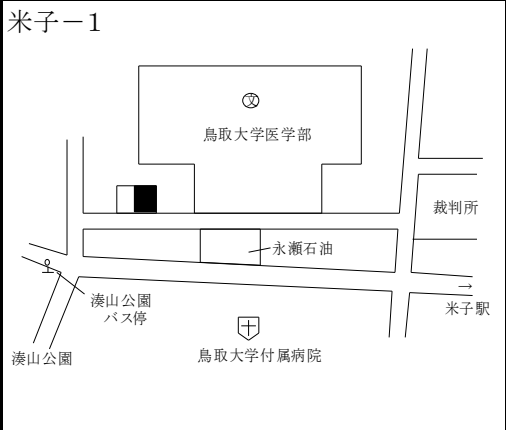 米子－1
文
鳥取大学医学部
裁判所
永瀬石油
→
米子駅
湊山公園
バス停
湊山公園
鳥取大学付属病院